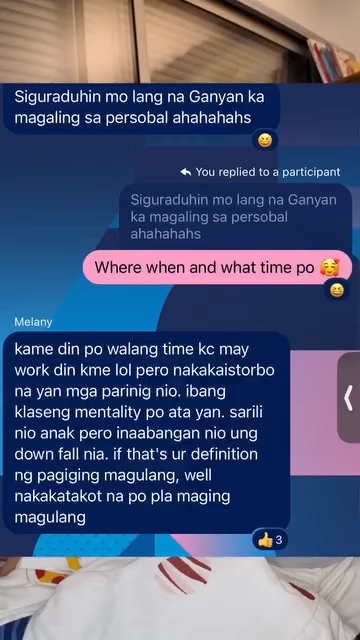 Siguraduhin mo lang na Ganyan ka
magaling sa persobal ahahahahs
You replied to a participant
Siguraduhin mo lang na Ganyan
ka magaling sa persobal
ahahahahs
Where when and what time po 🥰
Melany
kame din po walang time kc may
work din kme lol pero nakakaistorbo
na yan mga parinig nio. ibang
klaseng mentality po ata yan. sarili
nio anak pero inaabangan nio ung
down fall nia. if that's ur definition
ng pagiging magulang, well
nakakatakot na po pla maging
magulang
👍 3